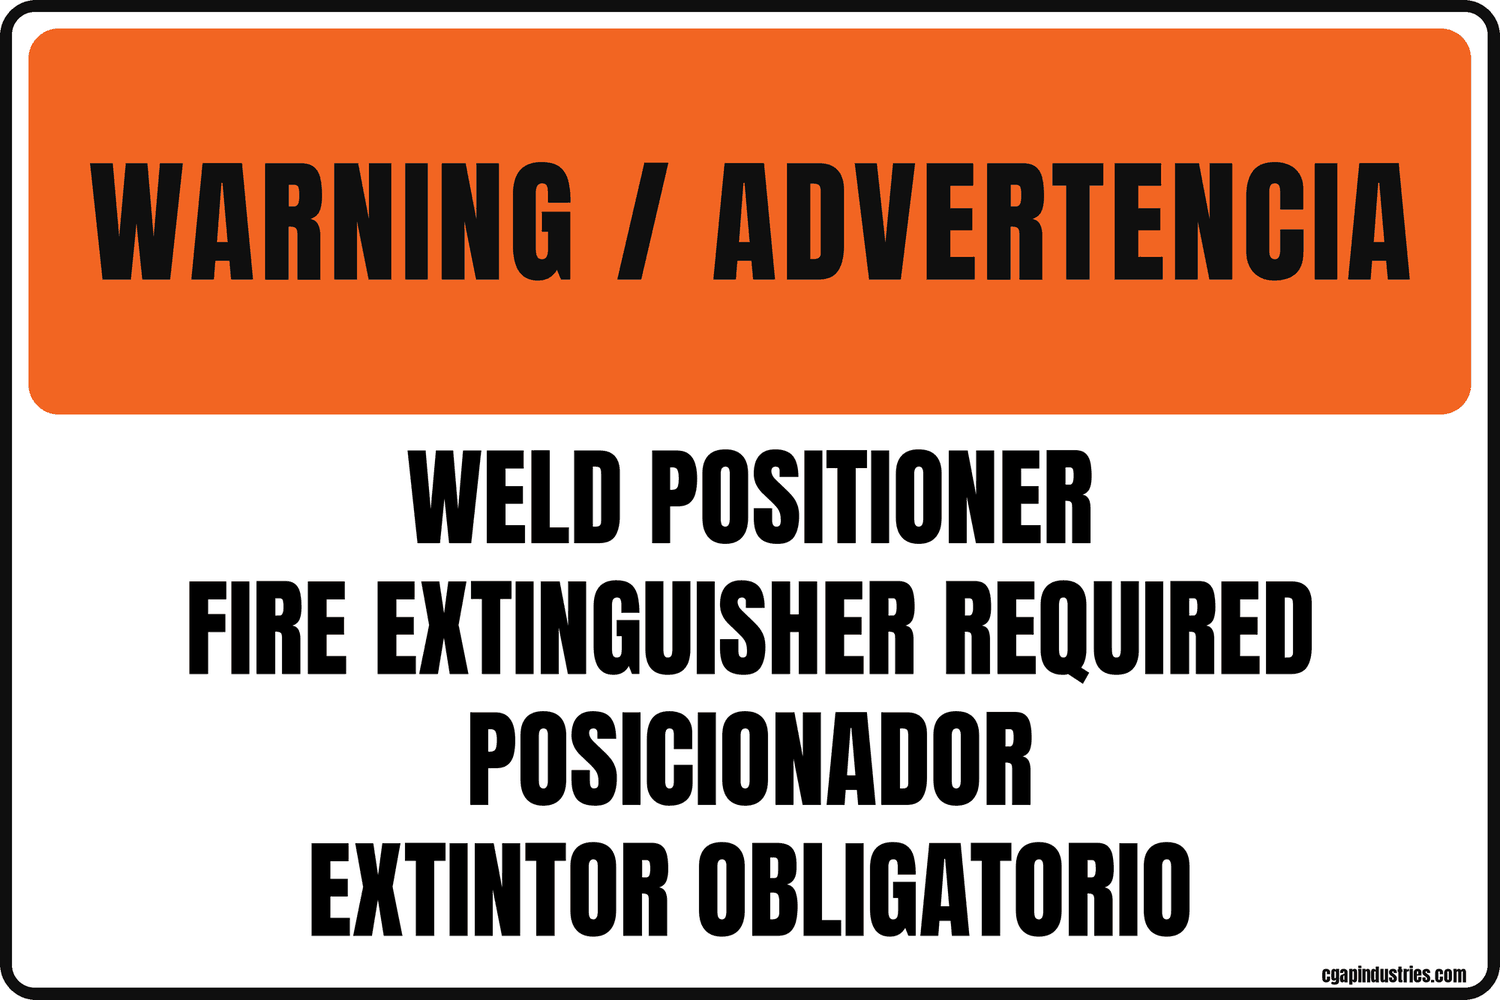 WARNING / ADVERTENCIA
WELD POSITIONER
FIRE EXTINGUISHER REQUIRED
POSICIONADOR
EXTINTOR OBLIGATORIO
cgapindustries.com